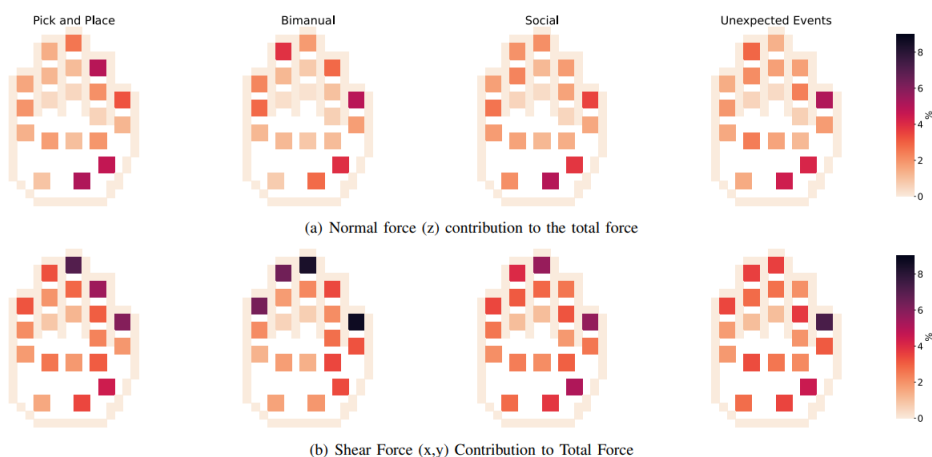 Pick and Place
Bimanual
Social
Unexpected Events
8
6
4
2
0
%
(a) Normal force (z) contribution to the total force
8
6
4
2
0
%
(b) Shear Force (x,y) Contribution to Total Force